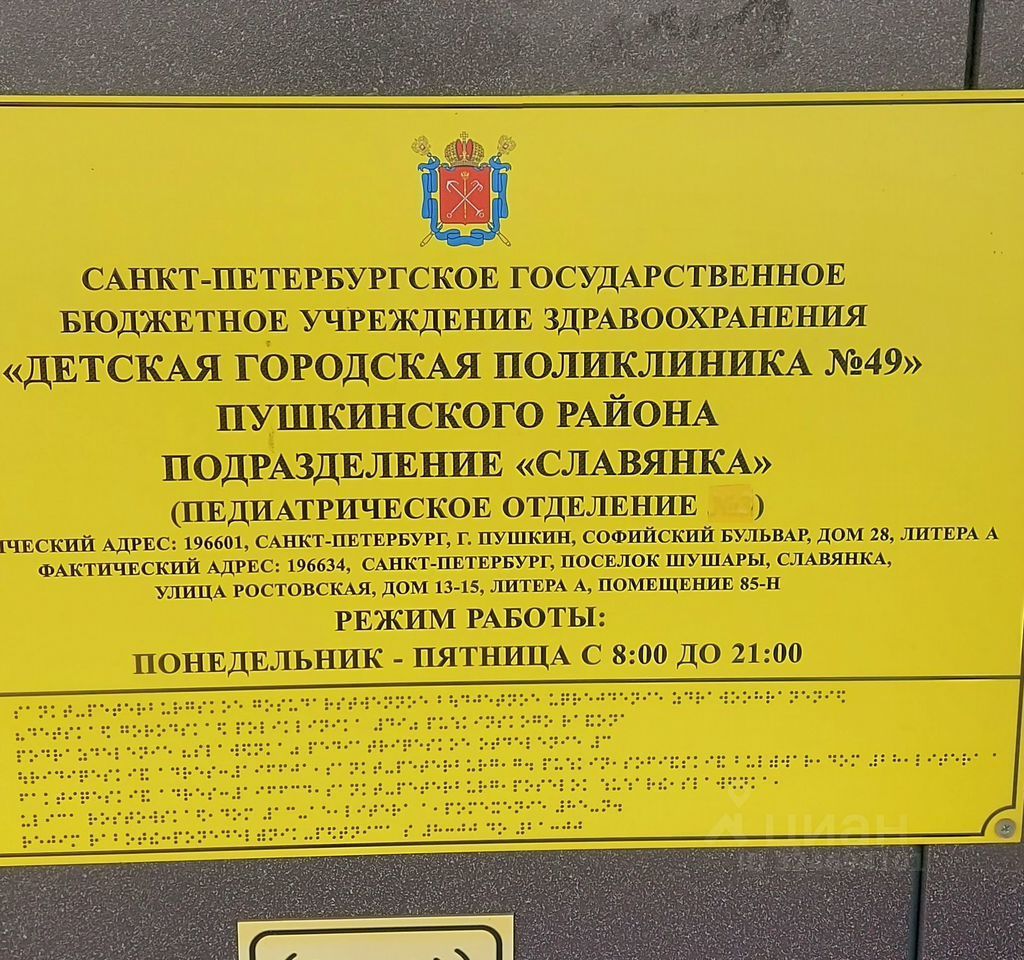 САНКТ-ПЕТЕРБУРГСКОЕ ГОСУДАРСТВЕННОЕ
БЮДЖЕТНОЕ УЧРЕЖДЕНИЕ ЗДРАВООХРАНЕНИЯ
«ДЕТСКАЯ ГОРОДСКАЯ ПОЛИКЛИНИКА №49»
ПУШКИНСКОГО РАЙОНА
ПОДРАЗДЕЛЕНИЕ «СЛАВЯНКА»
(ПЕДИАТРИЧЕСКОЕ ОТДЕЛЕНИЕ )
ИЧЕСКИЙ АДРЕС: 196601, САНКТ-ПЕТЕРБУРГ, Г. ПУШКИН, СОФИЙСКИЙ БУЛЬВАР, ДОМ 28, ЛИТЕРА А
ФАКТИЧЕСКИЙ АДРЕС: 196634, САНКТ-ПЕТЕРБУРГ, ПОСЕЛОК ШУШАРЫ, СЛАВЯНКА,
УЛИЦА РОСТОВСКАЯ, ДОМ 13-15, ЛИТЕРА А, ПОМЕЩЕНИЕ 85-Н
РЕЖИМ РАБОТЫ:
ПОНЕДЕЛЬНИК - ПЯТНИЦА С 8:00 ДО 21:00
циан